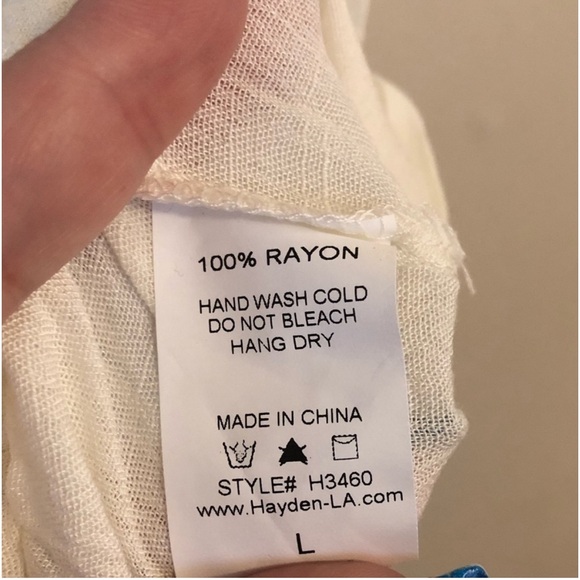 100% RAYON
HAND WASH COLD
DO NOT BLEACH
HANG DRY
MADE IN CHINA
STYLE# H3460
www.Hayden-LA.com
L